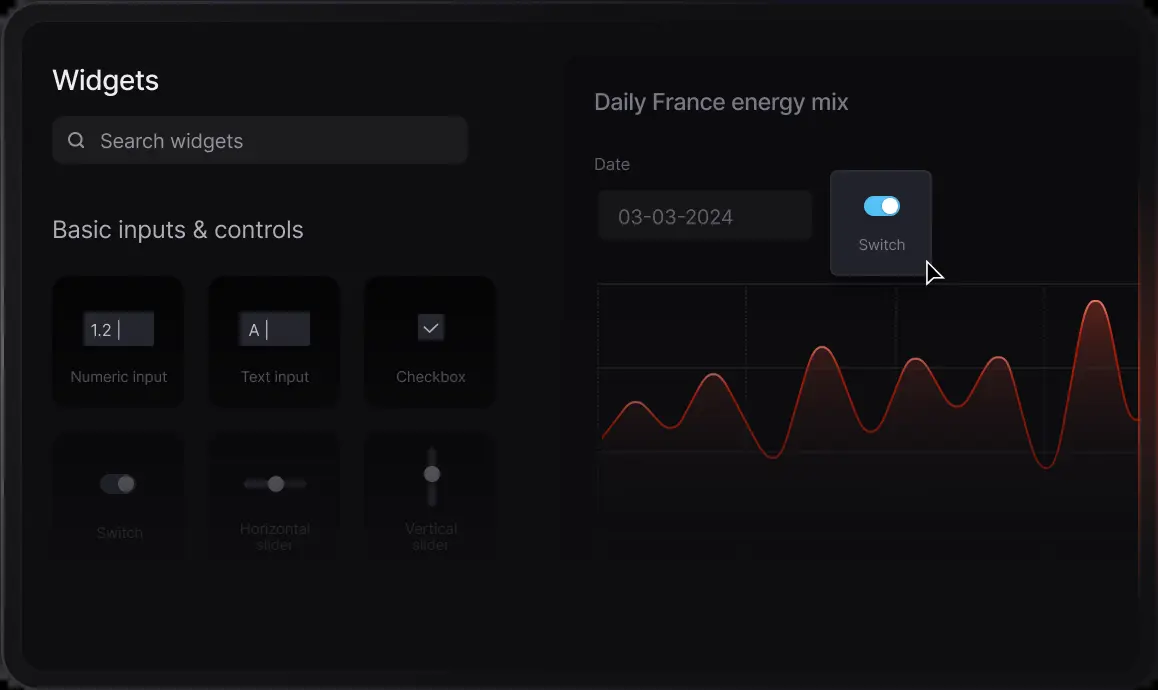 Widgets
Search widgets
Basic inputs & controls
1.2
Numeric input
A
Text input
Checkbox
Switch
Horizontal
slider
Vertical
slider
Daily France energy mix
Date
03-03-2024
Switch